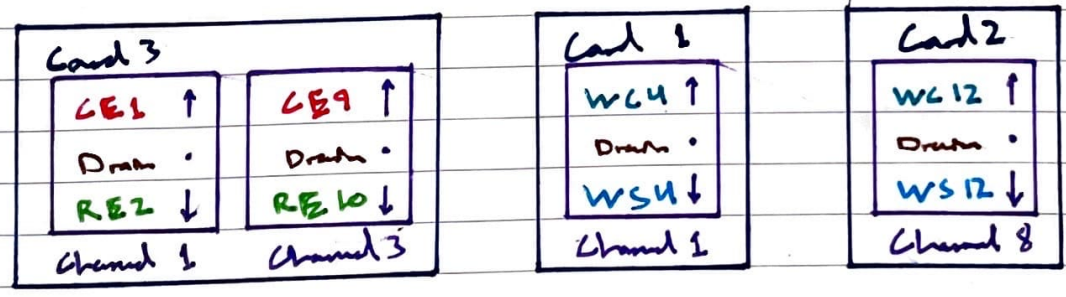 Card 3
CE1 ↑
Drain •
RE2 ↓
Channel 1
CE9 ↑
Drain •
RE10 ↓
Channel 3
Card 1
WC4 ↑
Drain •
WS4 ↓
Channel 1
Card 2
WC12 ↑
Drain •
WS12 ↓
Channel 8